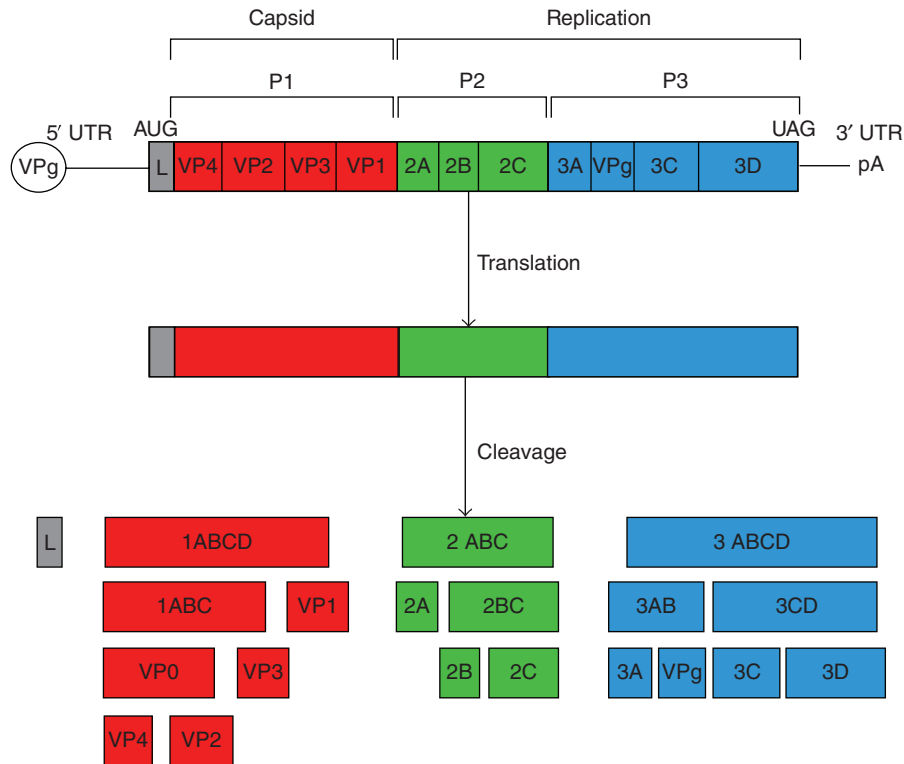 Capsid Replication
P1 P2 P3
5′ UTR AUG UAG 3′ UTR
VPg L VP4 VP2 VP3 VP1 2A 2B 2C 3A VPg 3C 3D pA
Translation
Cleavage
L 1ABCD 2 ABC 3 ABCD
1ABC VP1 2A 2BC 3AB 3CD
VP0 VP3 2B 2C 3A VPg 3C 3D
VP4 VP2